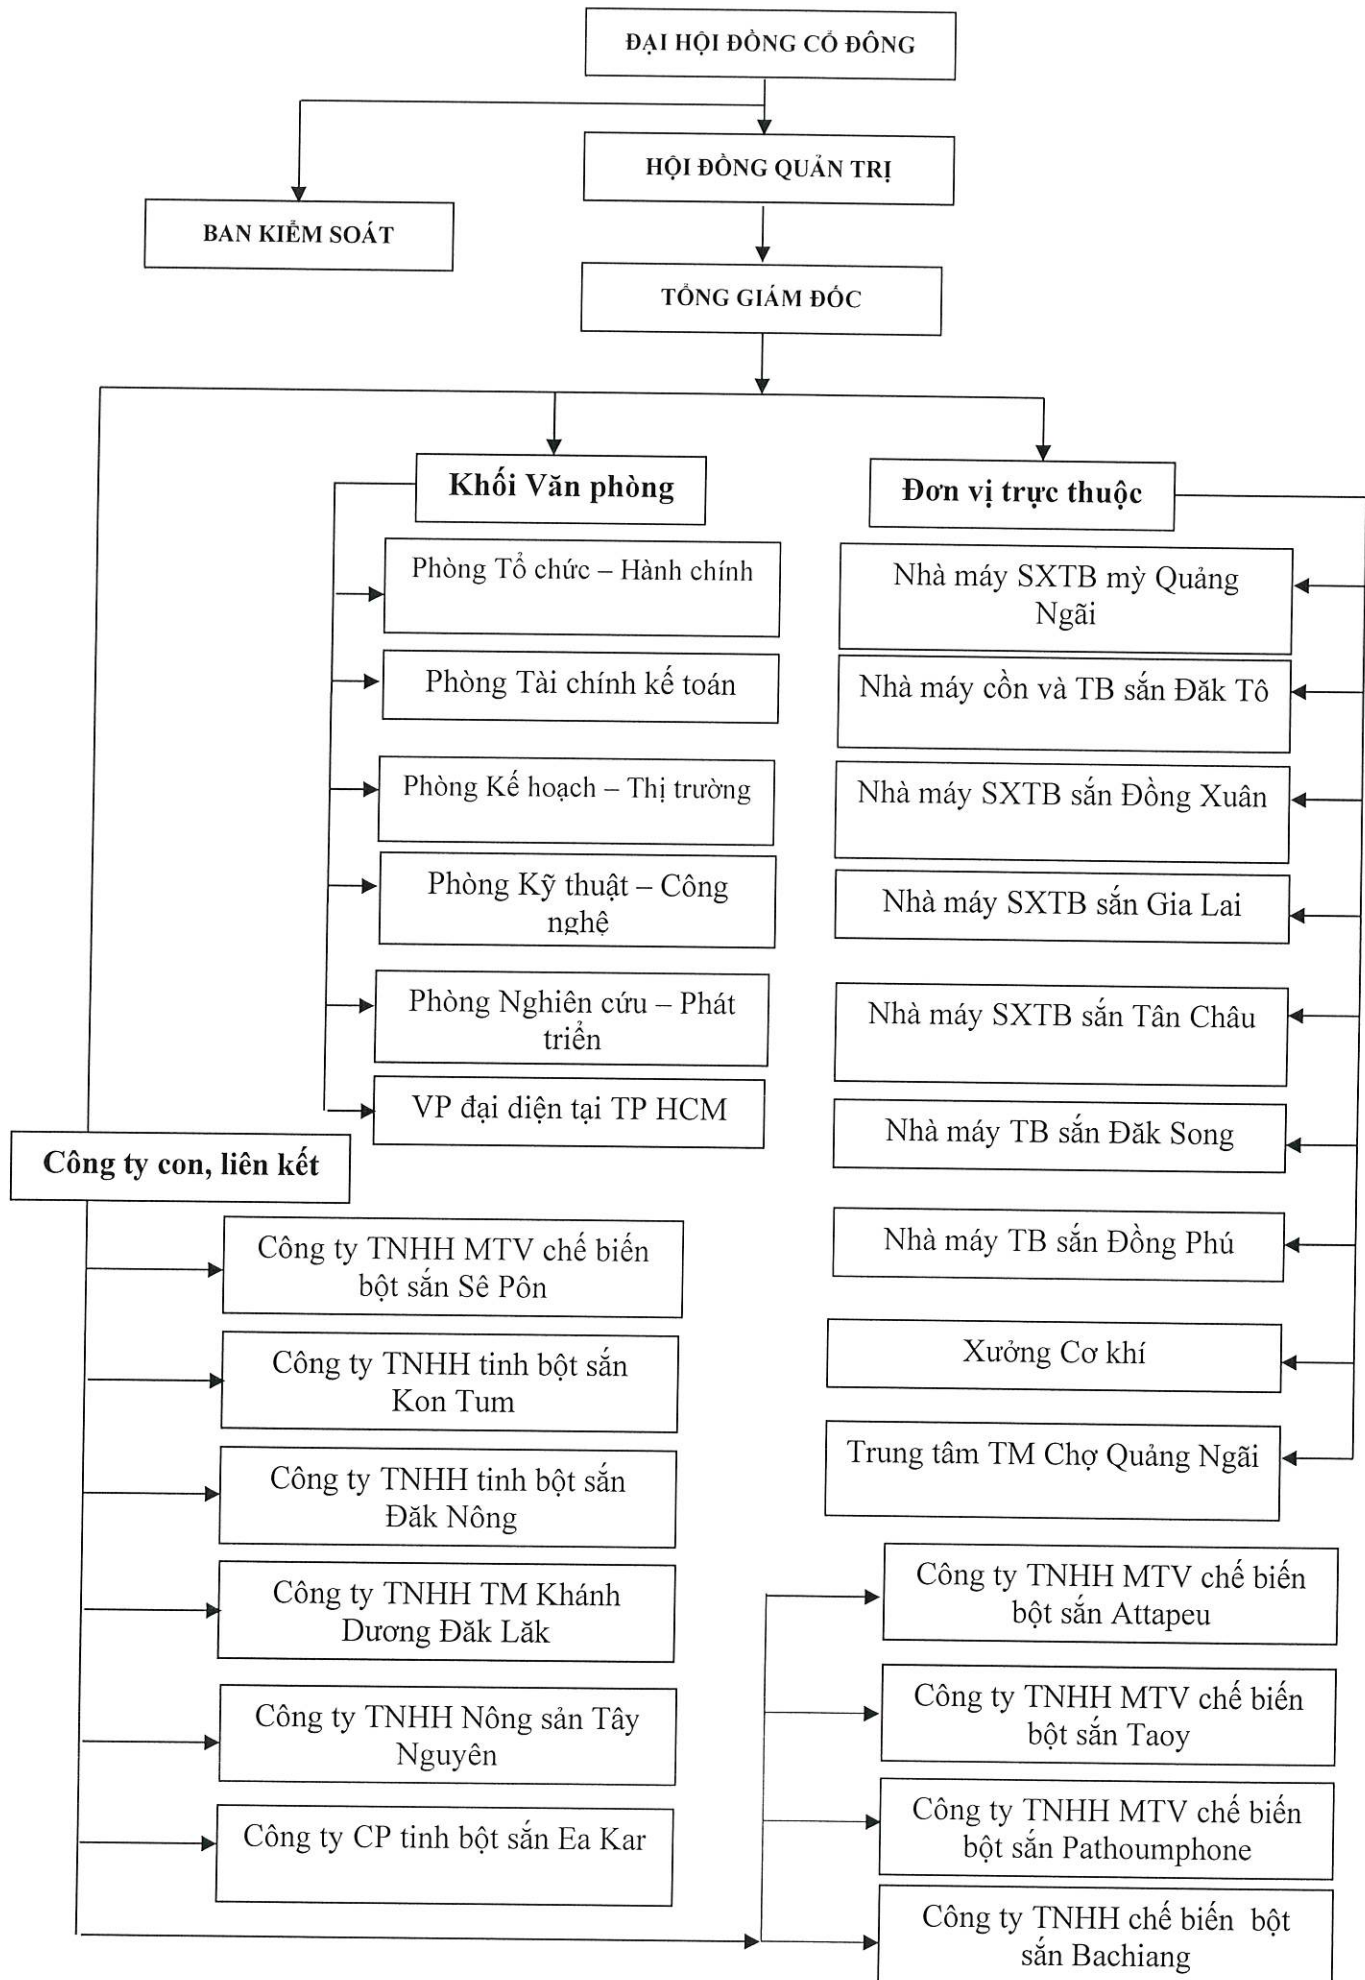 ĐẠI HỘI ĐỒNG CỔ ĐÔNG
HỘI ĐỒNG QUẢN TRỊ
BAN KIỂM SOÁT
TỔNG GIÁM ĐỐC
Khối Văn phòng
Phòng Tổ chức – Hành chính
Phòng Tài chính kế toán
Phòng Kế hoạch – Thị trường
Phòng Kỹ thuật – Công
nghệ
Phòng Nghiên cứu – Phát
triển
VP đại diện tại TP HCM
Đơn vị trực thuộc
Nhà máy SXTB mỳ Quảng
Ngãi
Nhà máy cồn và TB sắn Đăk Tô
Nhà máy SXTB sắn Đồng Xuân
Nhà máy SXTB sắn Gia Lai
Nhà máy SXTB sắn Tân Châu
Nhà máy TB sắn Đăk Song
Nhà máy TB sắn Đồng Phú
Xưởng Cơ khí
Trung tâm TM Chợ Quảng Ngãi
Công ty con, liên kết
Công ty TNHH MTV chế biến
bột sắn Sê Pôn
Công ty TNHH tinh bột sắn
Kon Tum
Công ty TNHH tinh bột sắn
Đăk Nông
Công ty TNHH TM Khánh
Dương Đăk Lăk
Công ty TNHH Nông sản Tây
Nguyên
Công ty CP tinh bột sắn Ea Kar
Công ty TNHH MTV chế biến
bột sắn Attapeu
Công ty TNHH MTV chế biến
bột sắn Taoy
Công ty TNHH MTV chế biến
bột sắn Pathoumphone
Công ty TNHH chế biến bột
sắn Bachiang